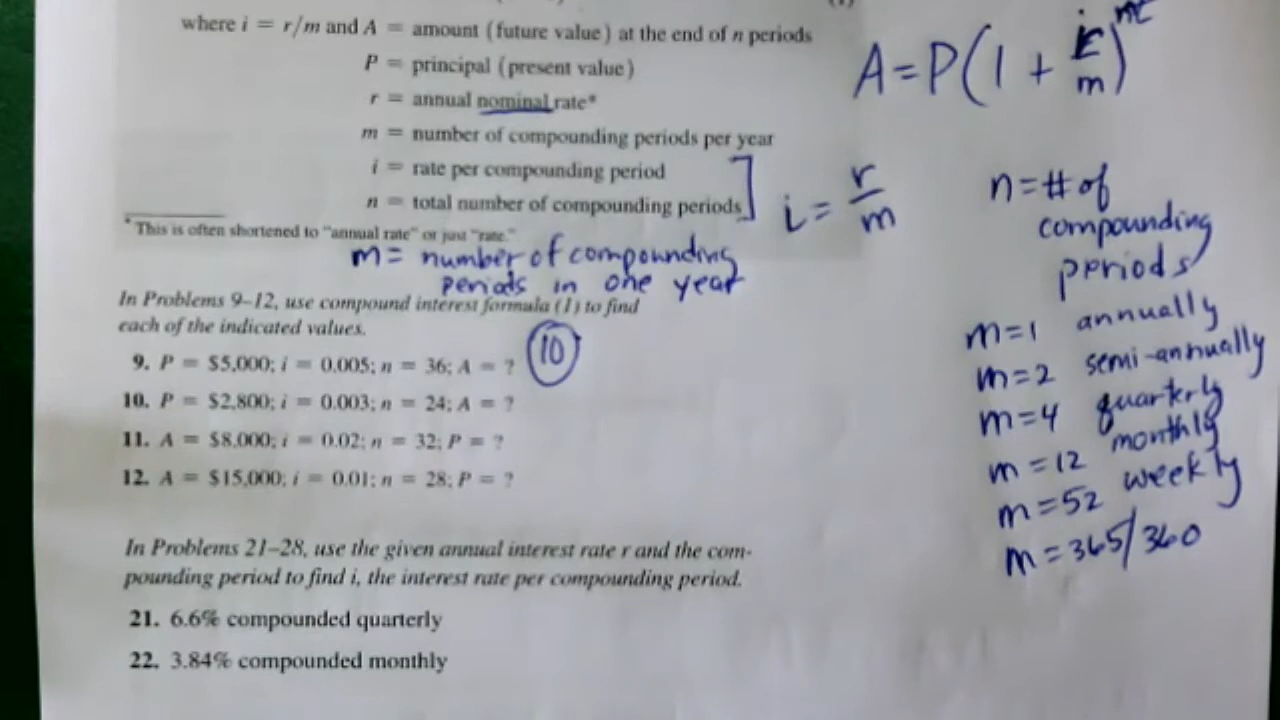 where i = r/m and A = amount (future value) at the end of n periods
P = principal (present value)
r = annual nominal rate*
m = number of compounding periods per year
i = rate per compounding period
n = total number of compounding periods
* This is often shortened to "annual rate" or just "rate."
m = number of compounding
periods in one year
In Problems 9–12, use compound interest formula (1) to find
each of the indicated values.
9. P = $5,000; i = 0.005; n = 36; A = ?
10
10. P = $2,800; i = 0.003; n = 24; A = ?
11. A = $8,000; i = 0.02; n = 32; P = ?
12. A = $15,000; i = 0.01; n = 28; P = ?
In Problems 21–28, use the given annual interest rate r and the com-
pounding period to find i, the interest rate per compounding period.
21. 6.6% compounded quarterly
22. 3.84% compounded monthly
i = r/m
A = P(1 + r/m)
n = # of
compounding
periods
m = 1 annually
m = 2 semi-annually
m = 4 quarterly
m = 12 monthly
m = 52 weekly
m = 365/360